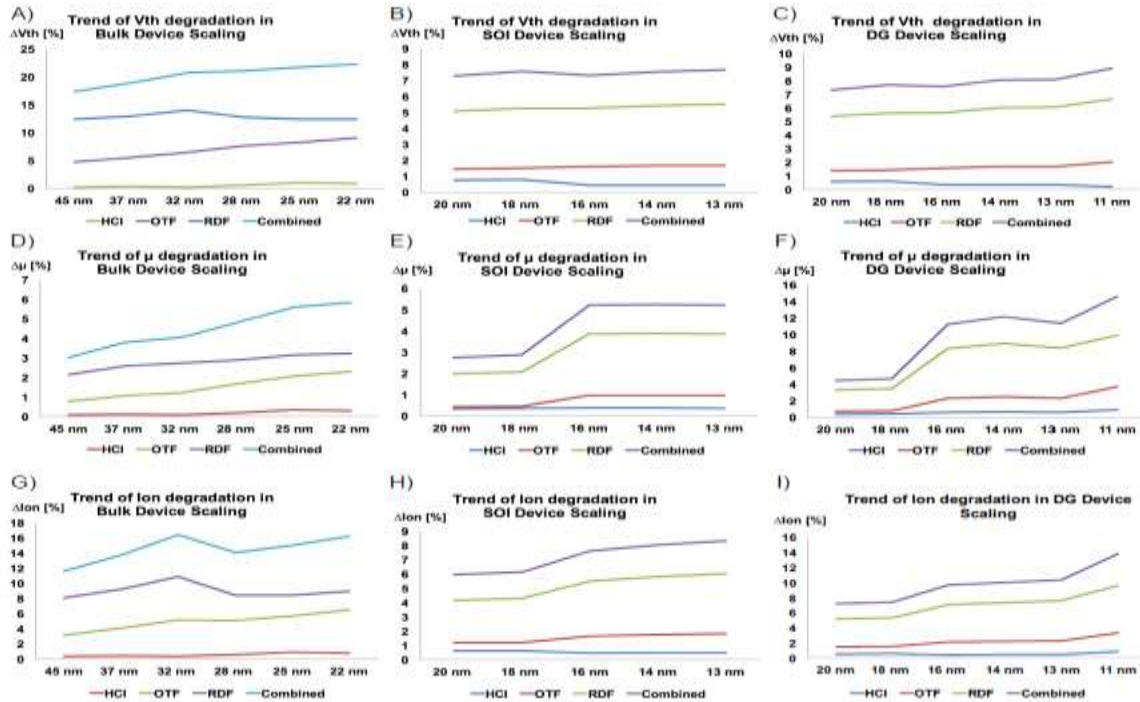 A)
Trend of Vth degradation in
Bulk Device Scaling
ΔVth [%]
25
20
15
10
5
0
45 nm 37 nm 32 nm 28 nm 25 nm 22 nm
HCI OTF RDF Combined
B)
Trend of Vth degradation in
SOI Device Scaling
ΔVth [%]
9
8
7
6
5
4
3
2
1
0
20 nm 18 nm 16 nm 14 nm 13 nm
HCI OTF RDF Combined
C)
Trend of Vth degradation in
DG Device Scaling
ΔVth [%]
10
9
8
7
6
5
4
3
2
1
0
20 nm 18 nm 16 nm 14 nm 13 nm 11 nm
HCI OTF RDF Combined
D)
Trend of μ degradation in
Bulk Device Scaling
Δμ [%]
7
6
5
4
3
2
1
0
45 nm 37 nm 32 nm 28 nm 25 nm 22 nm
HCI OTF RDF Combined
E)
Trend of μ degradation in
SOI Device Scaling
Δμ [%]
6
5
4
3
2
1
0
20 nm 18 nm 16 nm 14 nm 13 nm
HCI OTF RDF Combined
F)
Trend of μ degradation in
DG Device Scaling
Δμ [%]
16
14
12
10
8
6
4
2
0
20 nm 18 nm 16 nm 14 nm 13 nm 11 nm
HCI OTF RDF Combined
G)
Trend of Ion degradation in
Bulk Device Scaling
ΔIon [%]
18
16
14
12
10
8
6
4
2
0
45 nm 37 nm 32 nm 28 nm 25 nm 22 nm
HCI OTF RDF Combined
H)
Trend of Ion degradation in
SOI Device Scaling
ΔIon [%]
9
8
7
6
5
4
3
2
1
0
20 nm 18 nm 16 nm 14 nm 13 nm
HCI OTF RDF Combined
I)
Trend of Ion degradation in DG Device
Scaling
ΔIon [%]
16
14
12
10
8
6
4
2
0
20 nm 18 nm 16 nm 14 nm 13 nm 11 nm
HCI OTF RDF Combined